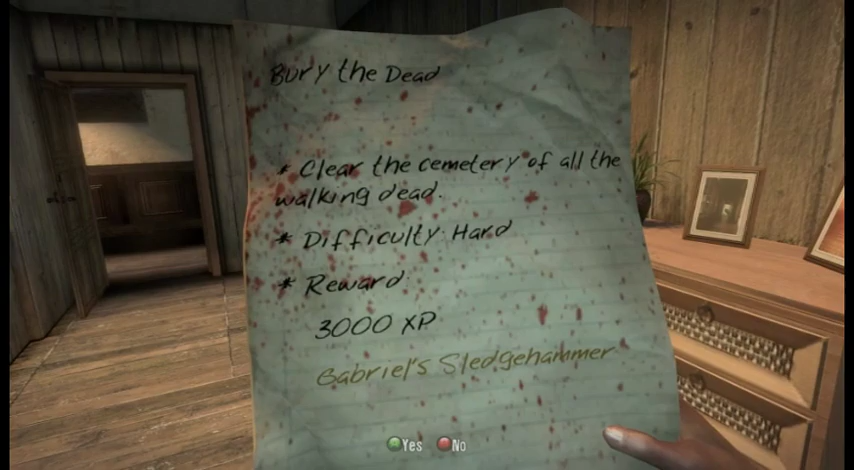 Bury the Dead
* Clear the cemetery of all the
walking dead.
* Difficulty Hard
* Reward
3000 XP
Gabriel's Sledgehammer
Yes No